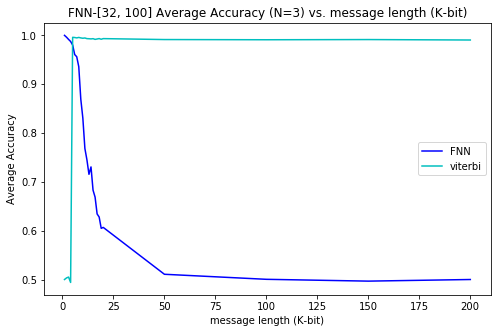 FNN-[32, 100] Average Accuracy (N=3) vs. message length (K-bit)
1.0
0.9
0.8
0.7
0.6
0.5
Average Accuracy
FNN
viterbi
0 25 50 75 100 125 150 175 200
message length (K-bit)